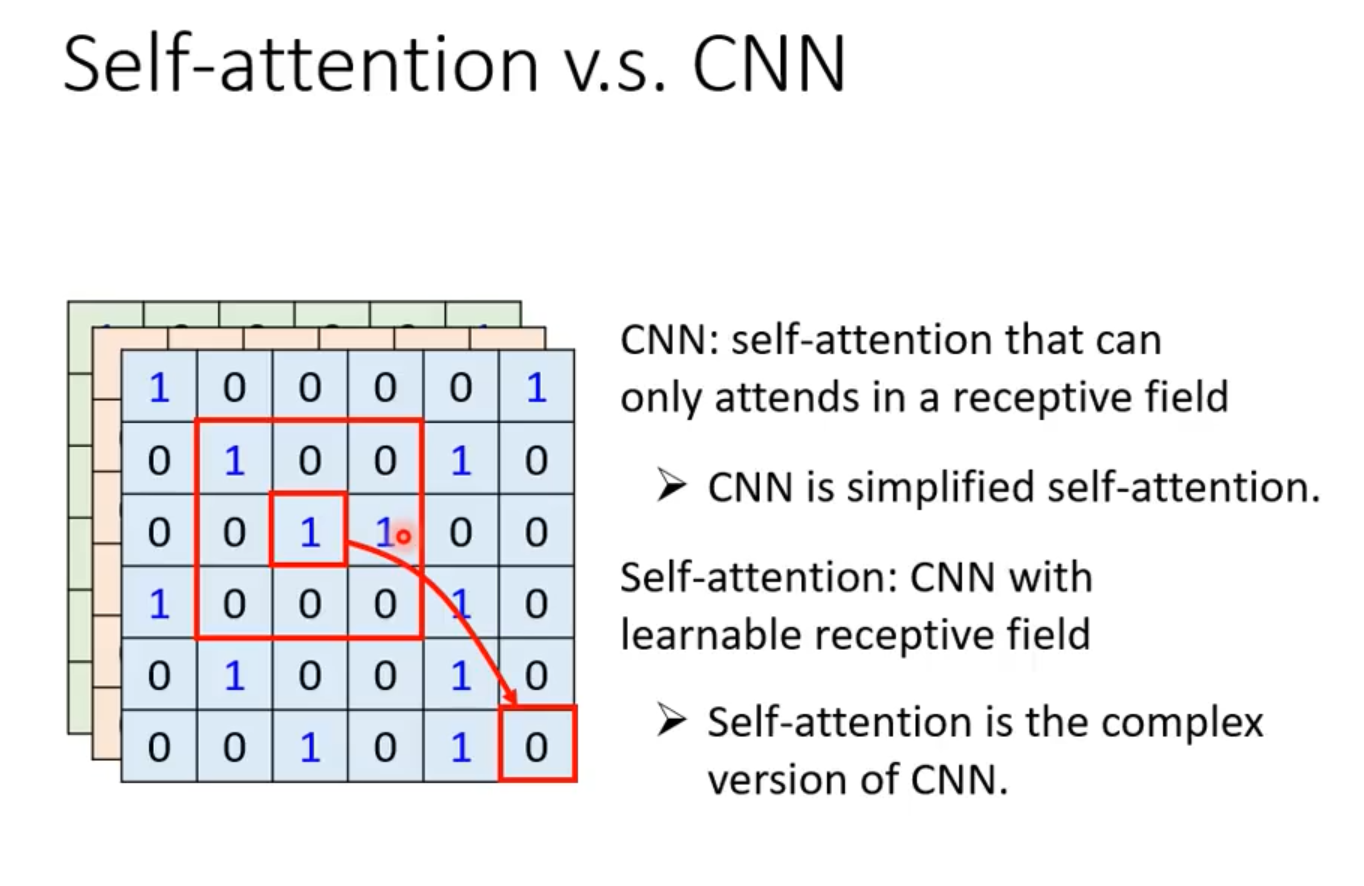 Self-attention v.s. CNN
1 0 0 0 0 1
0 1 0 0 1 0
0 0 1 1 0 0
1 0 0 0 1 0
0 1 0 0 1 0
0 0 1 0 1 0
CNN: self-attention that can
only attends in a receptive field
➢ CNN is simplified self-attention.
Self-attention: CNN with
learnable receptive field
➢ Self-attention is the complex
version of CNN.